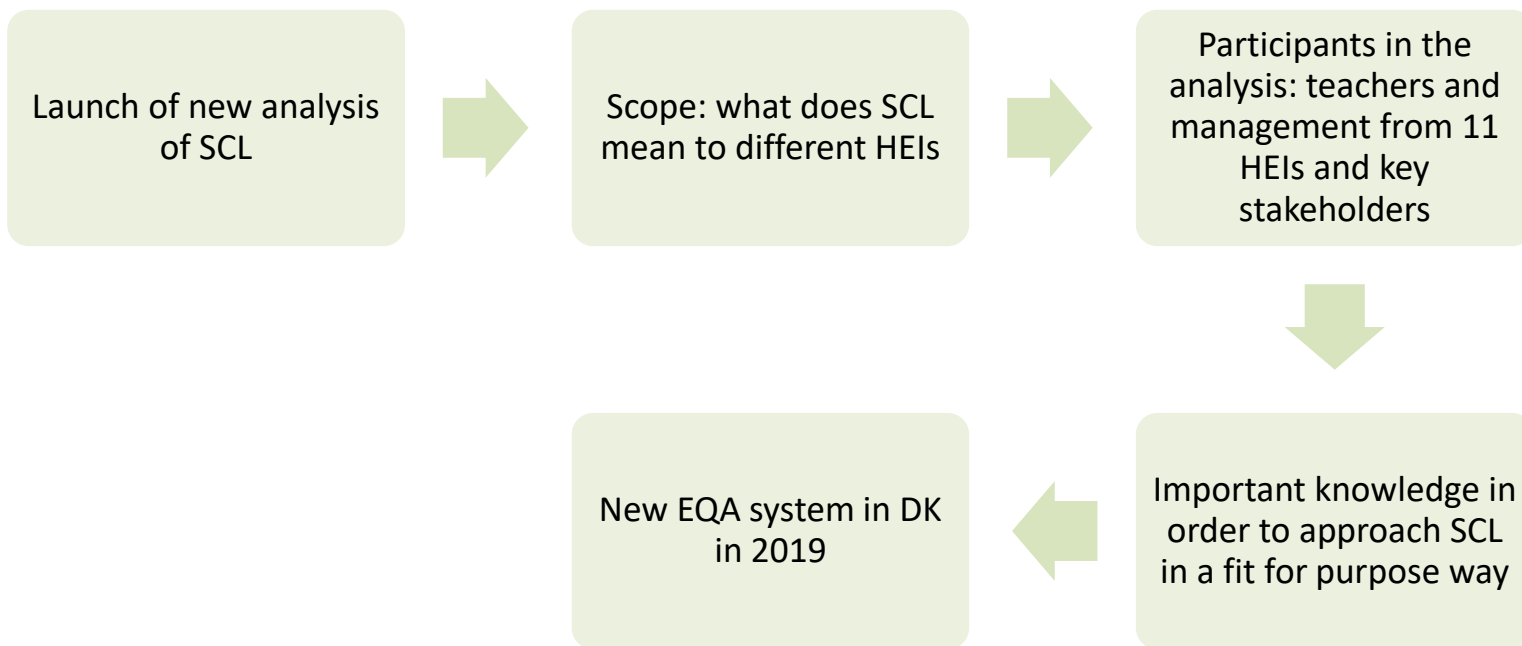 Launch of new analysis
of SCL
Scope: what does SCL
mean to different HEIs
Participants in the
analysis: teachers and
management from 11
HEIs and key
stakeholders
Important knowledge in
order to approach SCL
in a fit for purpose way
New EQA system in DK
in 2019